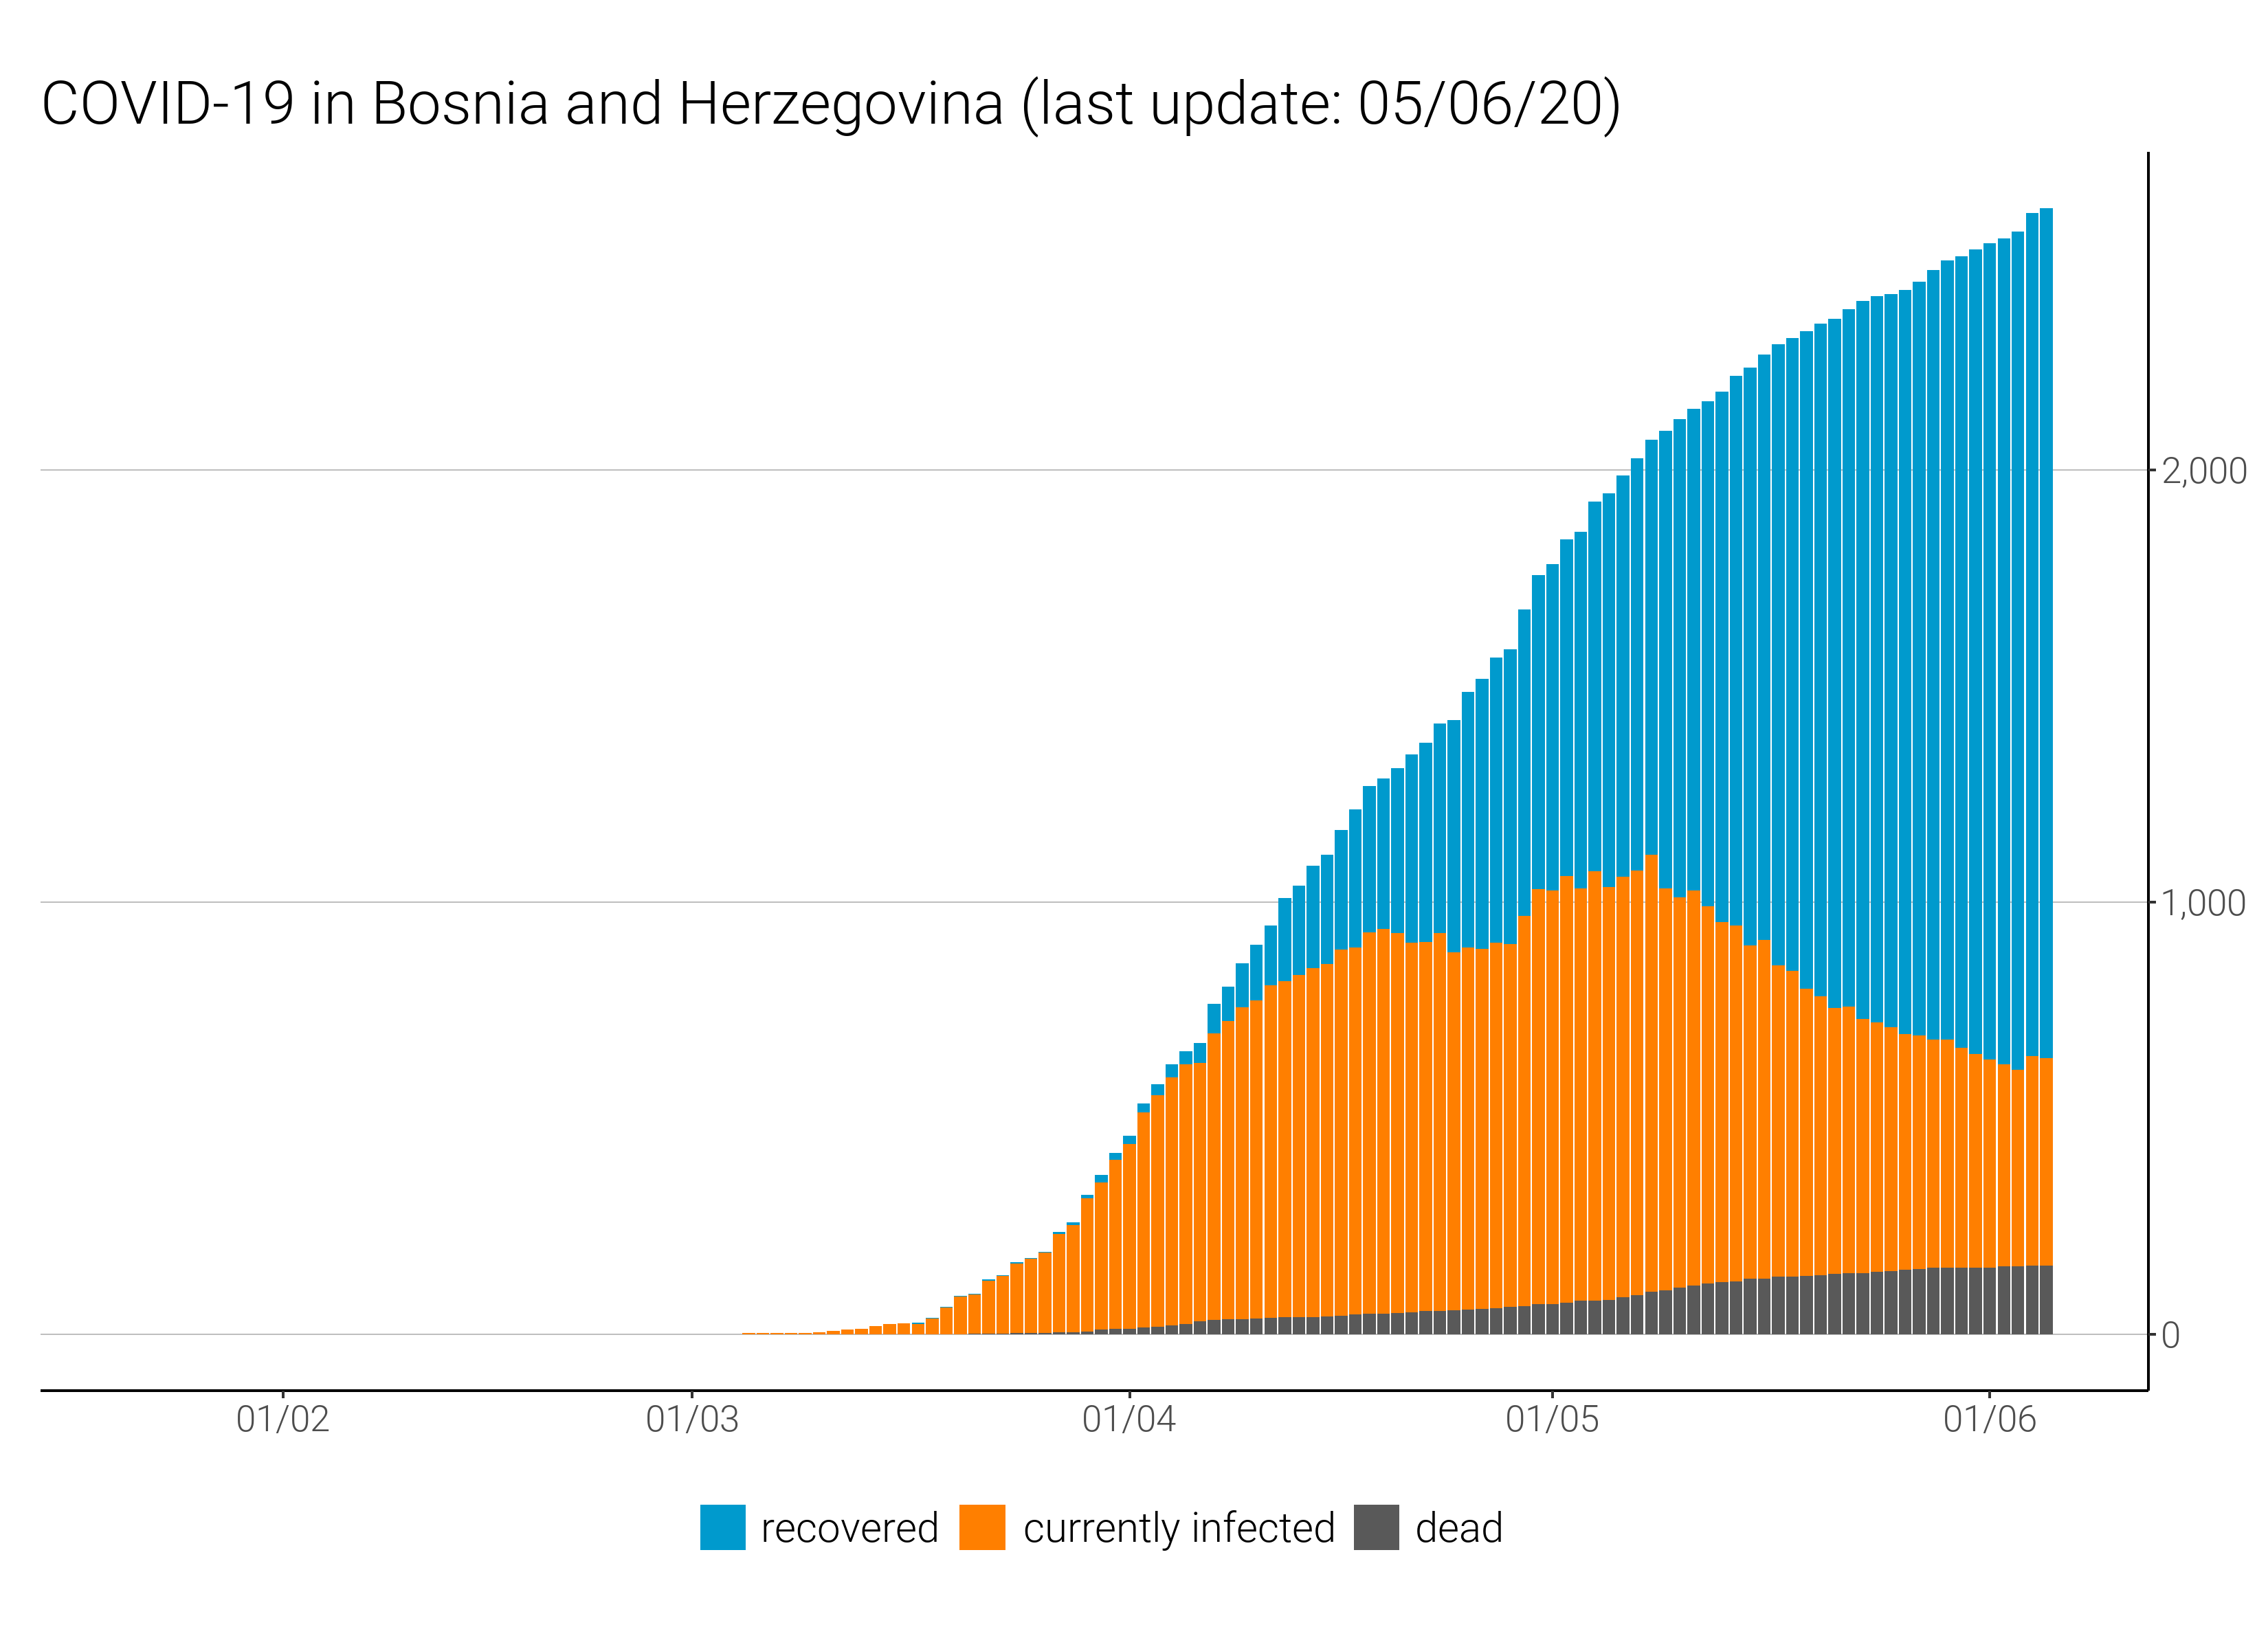 COVID-19 in Bosnia and Herzegovina (last update: 05/06/20)
2,000
1,000
0
01/02 01/03 01/04 01/05 01/06
recovered currently infected dead